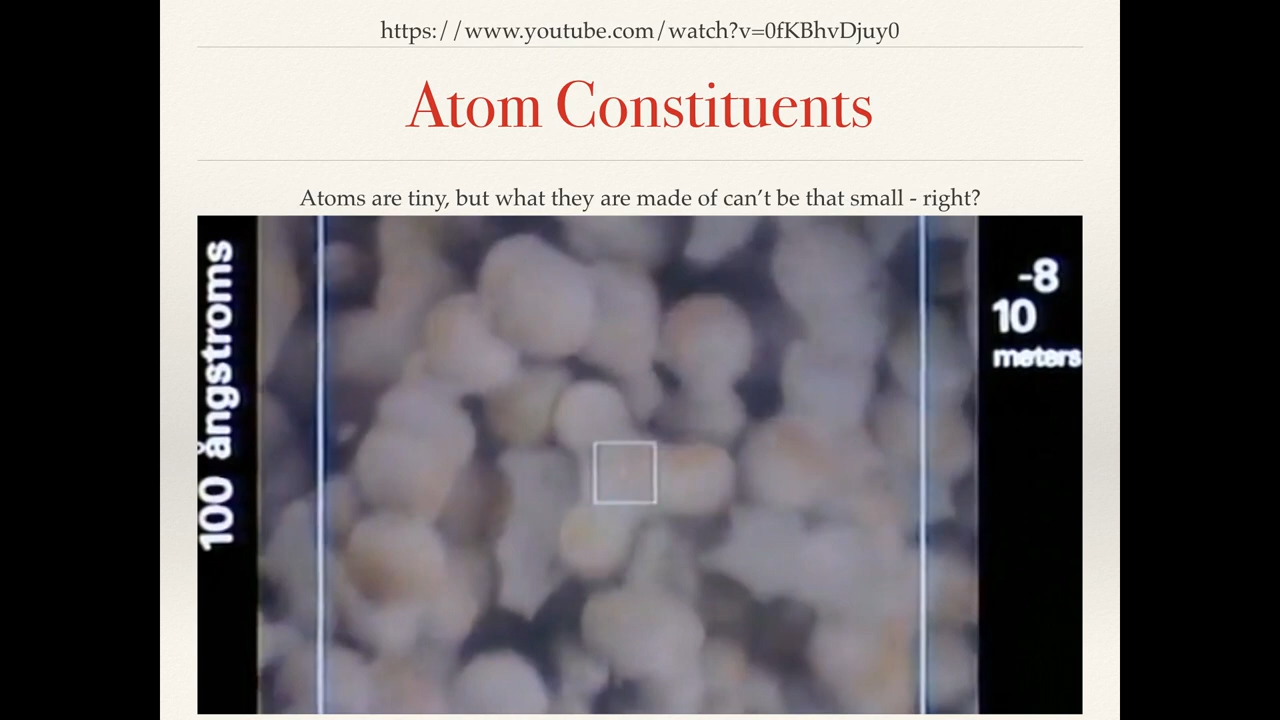 https://www.youtube.com/watch?v=0fKBhvDjuy0
Atom Constituents
Atoms are tiny, but what they are made of can’t be that small - right?
100 ångstroms
-8
10
meters